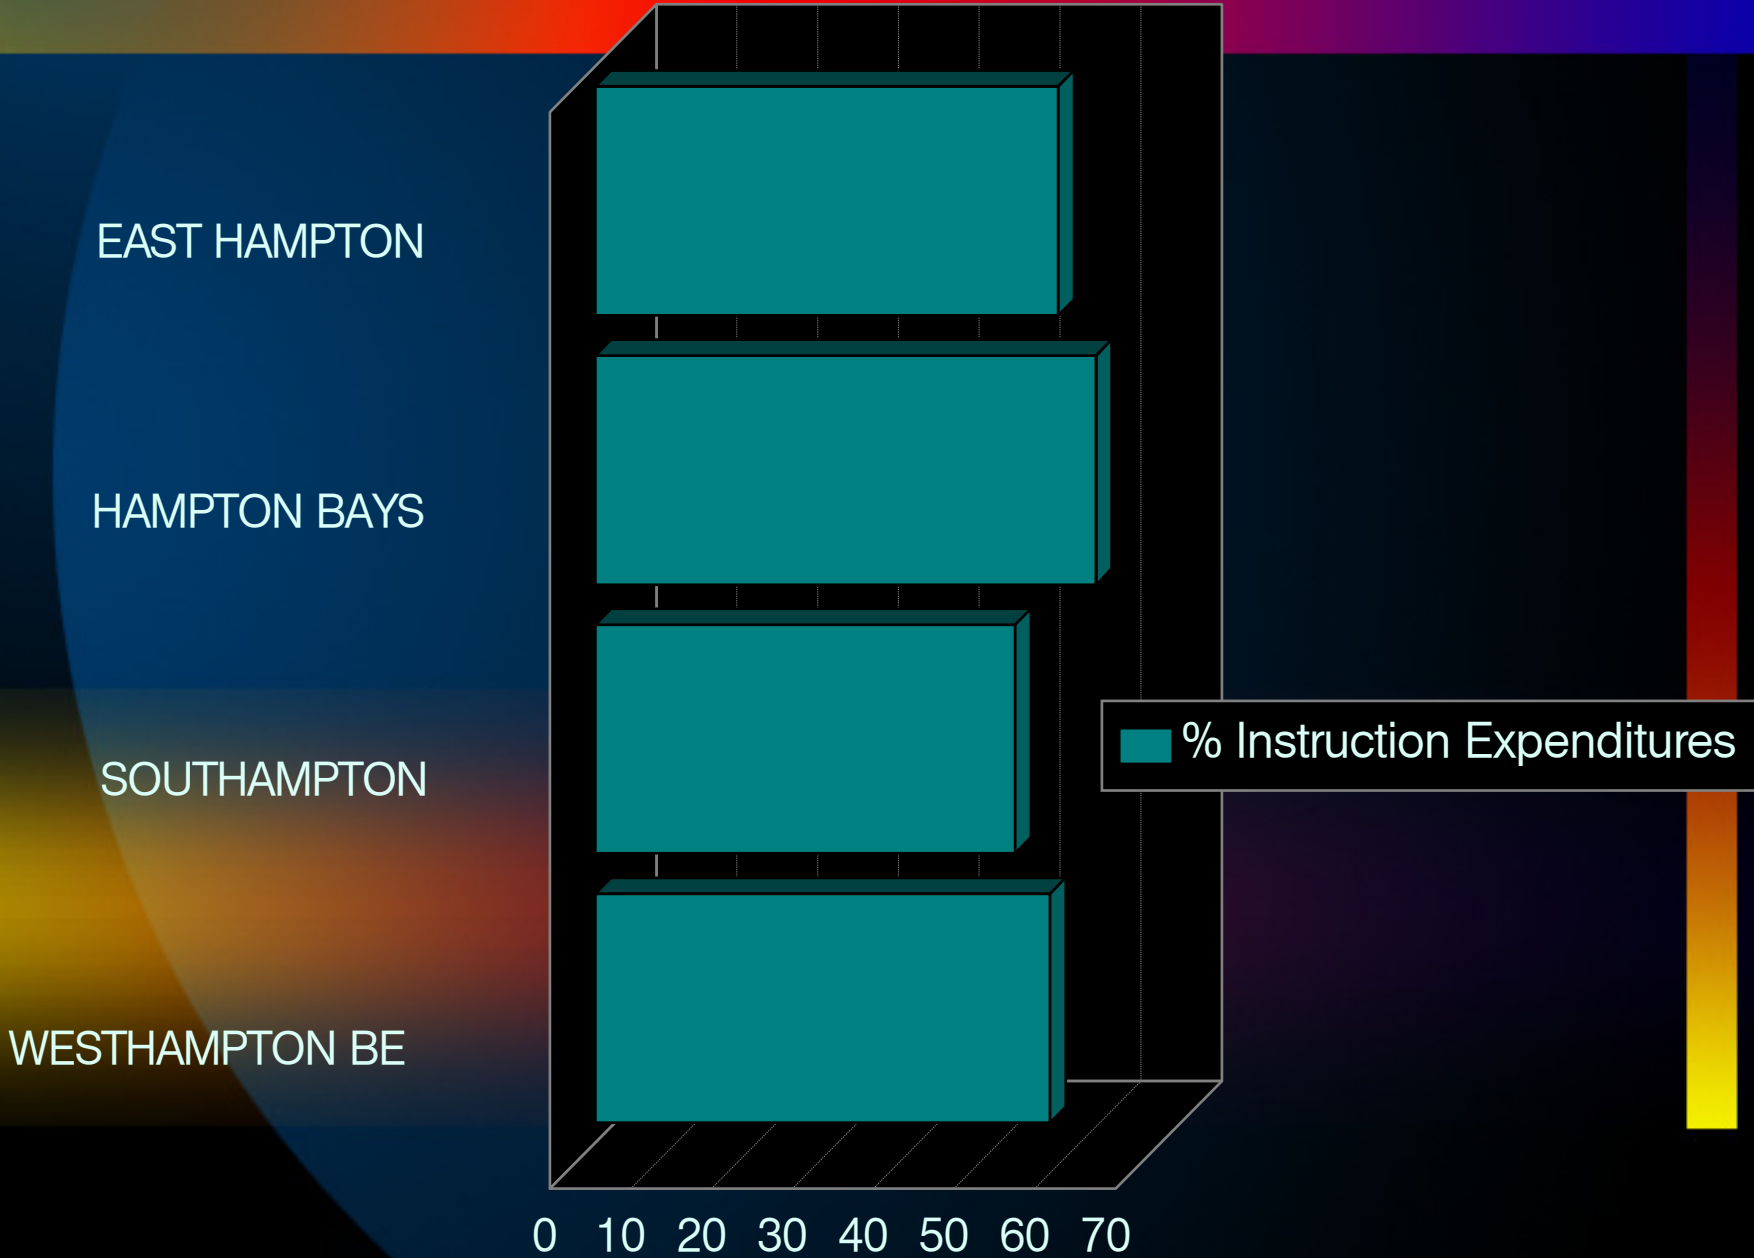 EAST HAMPTON
HAMPTON BAYS
SOUTHAMPTON
% Instruction Expenditures
WESTHAMPTON BE
0 10 20 30 40 50 60 70